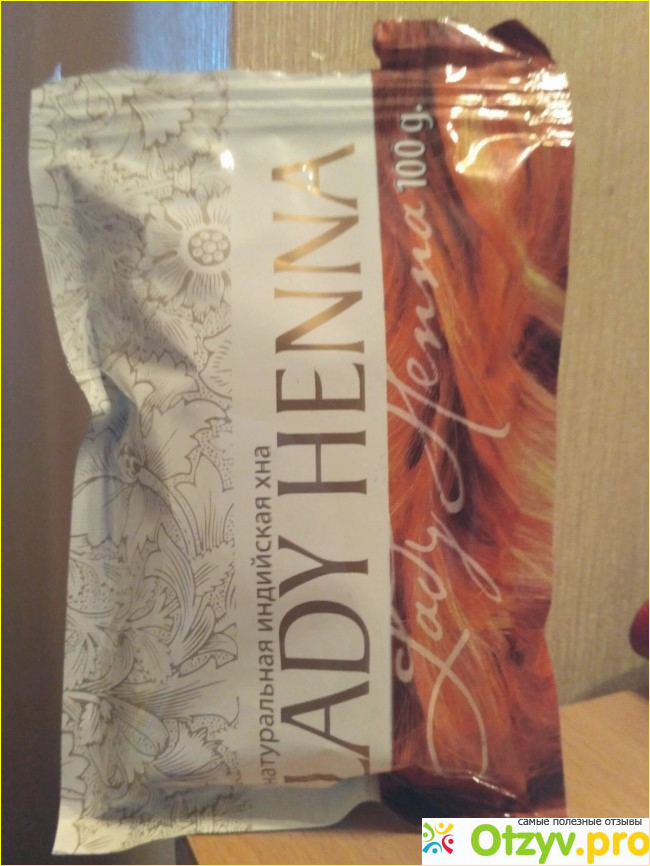 натуральная индийская хна
LADY HENNA
Lady Henna 100 g.
самые полезные отзывы
Otzyv.pro